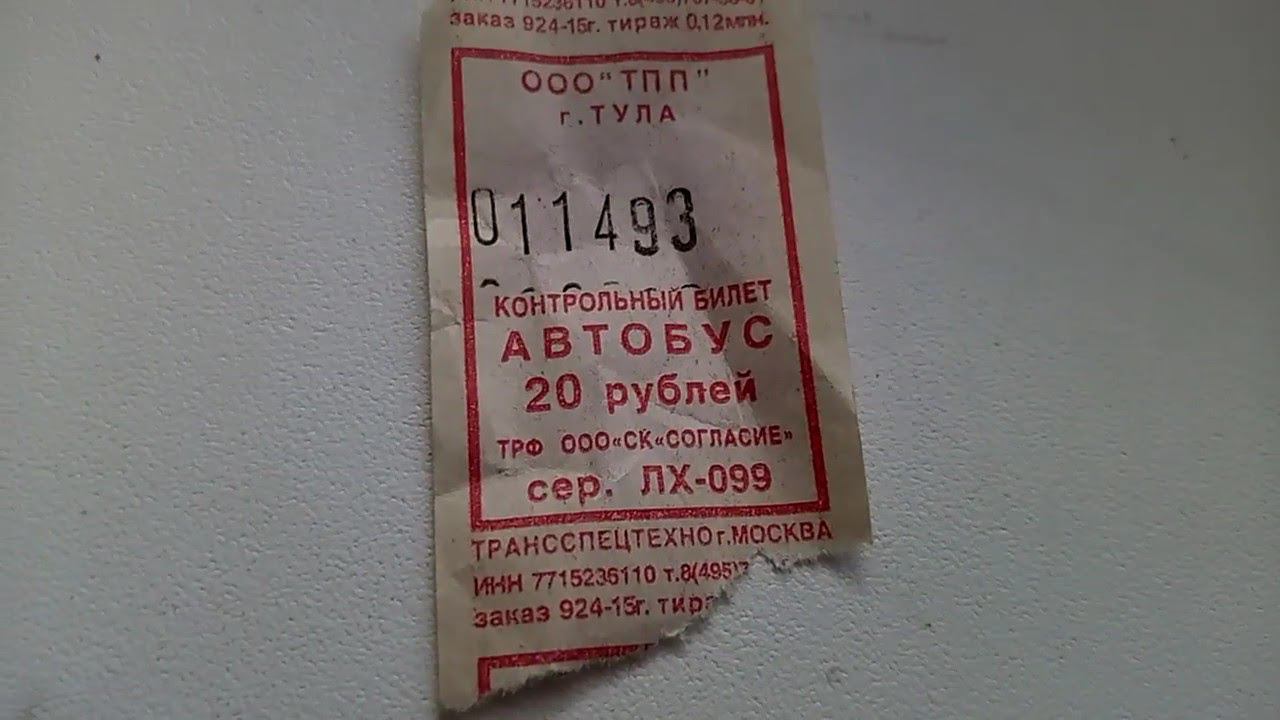 заказ 924-15г. тираж 0,12млн.
ООО "ТПП"
г. ТУЛА
011493
КОНТРОЛЬНЫЙ БИЛЕТ
АВТОБУС
20 рублей
ТРФ ООО«СК«СОГЛАСИЕ»
сер. ЛХ-099
ТРАНССПЕЦТЕХНО г.МОСКВА
ИНН 7715236110 т.8(495)
заказ 924-15г.